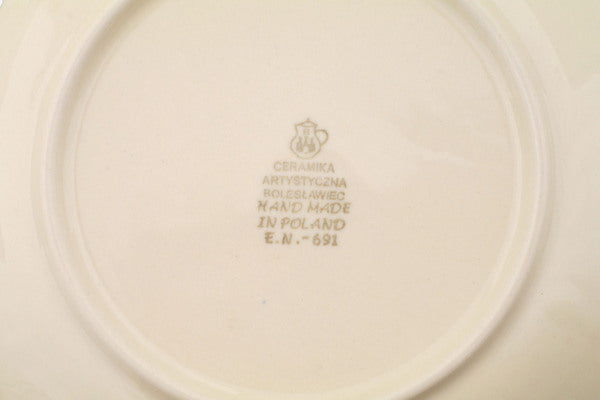 CERAMIKA
ARTYSTYCZNA
BOLESŁAWIEC
HAND MADE
IN POLAND
E.N.-691